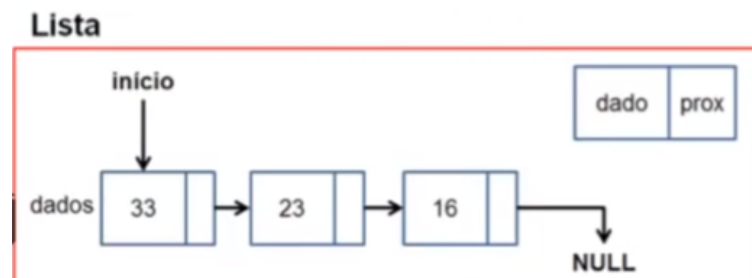 Lista
início
dado prox
dados 33 23 16
NULL